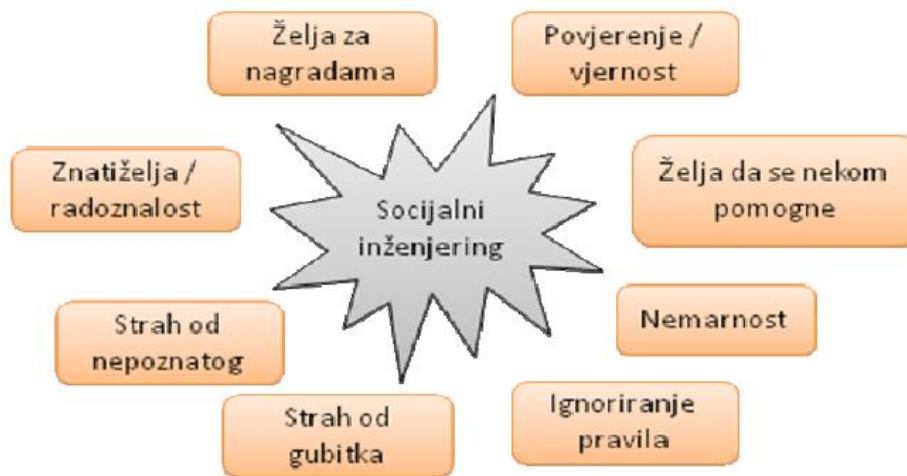 Želja za
nagradama
Povjerenje /
vjernost
Znatiželja /
radoznalost
Socijalni
inženjering
Želja da se nekom
pomogne
Strah od
nepoznatog
Nemarnost
Strah od
gubitka
Ignoriranje
pravila